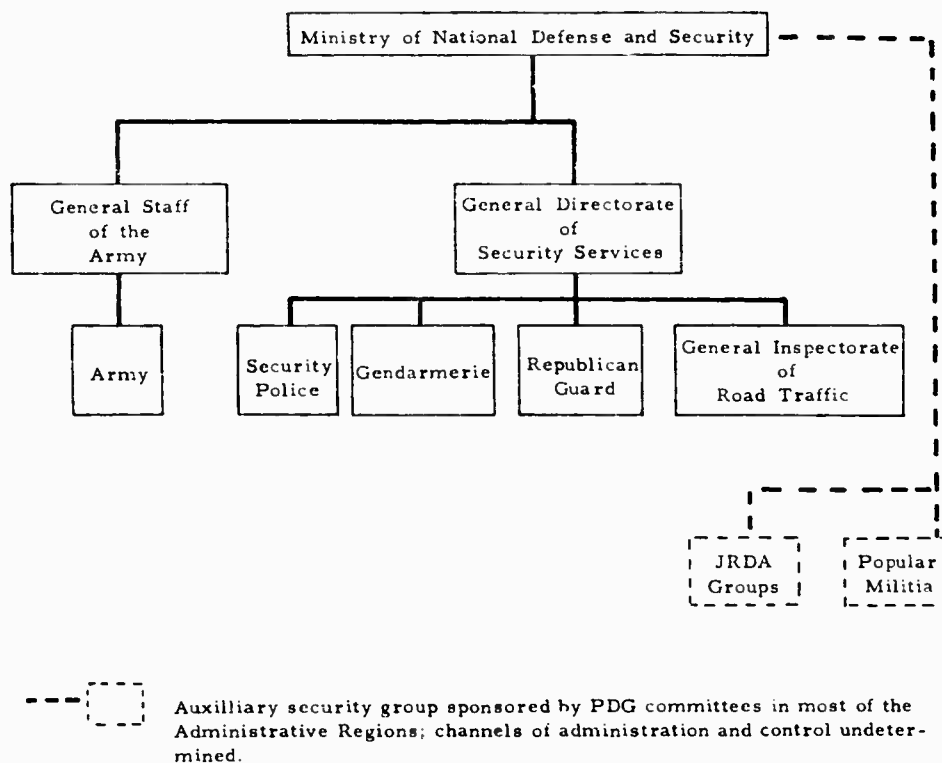 Ministry of National Defense and Security
General Staff
of the
Army
General Directorate
of
Security Services
Army
Security
Police
Gendarmerie
Republican
Guard
General Inspectorate
of
Road Traffic
JRDA
Groups
Popular
Militia
Auxilliary security group sponsored by PDG committees in most of the
Administrative Regions; channels of administration and control undeter-
mined.